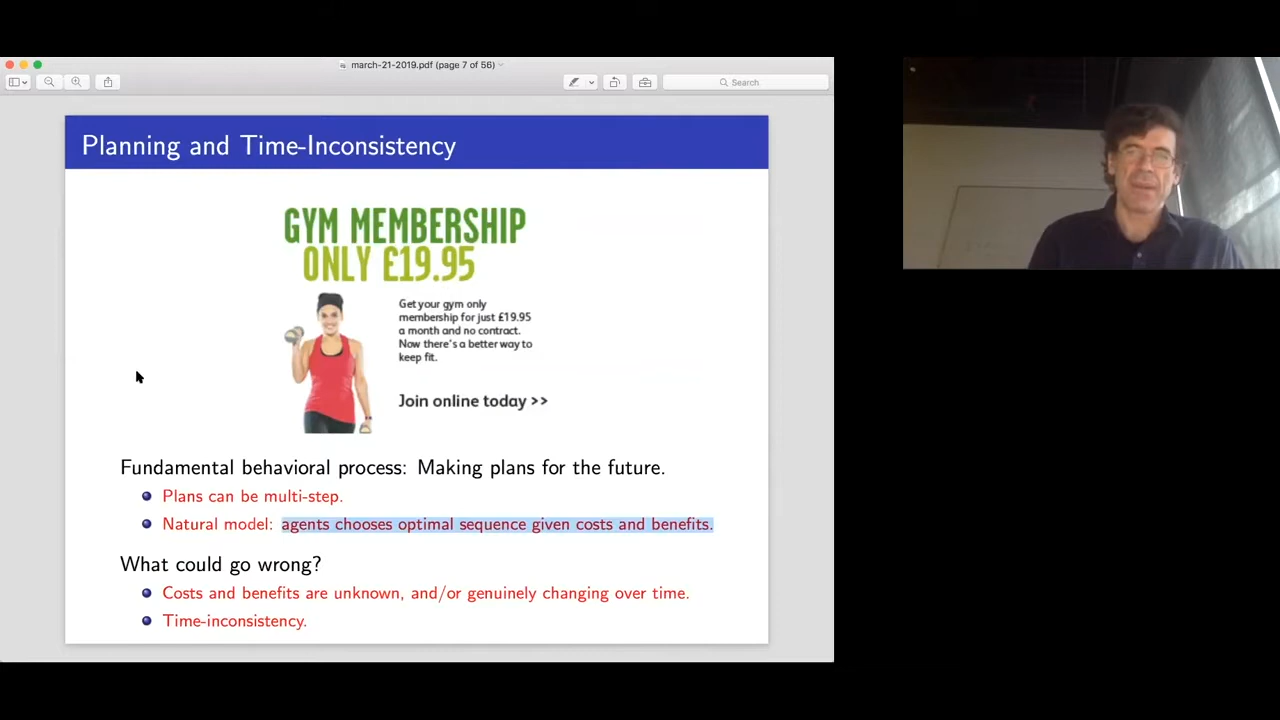 march-21-2019.pdf (page 7 of 56)
Search
Planning and Time-Inconsistency
GYM MEMBERSHIP
ONLY £19.95
Get your gym only
membership for just £19.95
a month and no contract.
Now there's a better way to
keep fit.
Join online today >>
Fundamental behavioral process: Making plans for the future.
Plans can be multi-step.
Natural model: agents chooses optimal sequence given costs and benefits.
What could go wrong?
Costs and benefits are unknown, and/or genuinely changing over time.
Time-inconsistency.